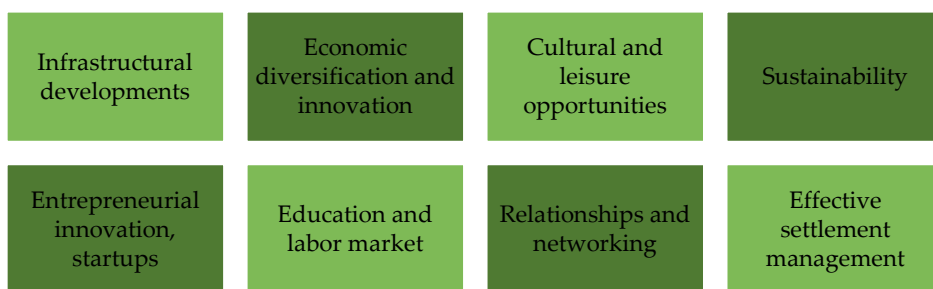 Infrastructural
developments
Economic
diversification and
innovation
Cultural and
leisure
opportunities
Sustainability
Entrepreneurial
innovation,
startups
Education and
labor market
Relationships and
networking
Effective
settlement
management